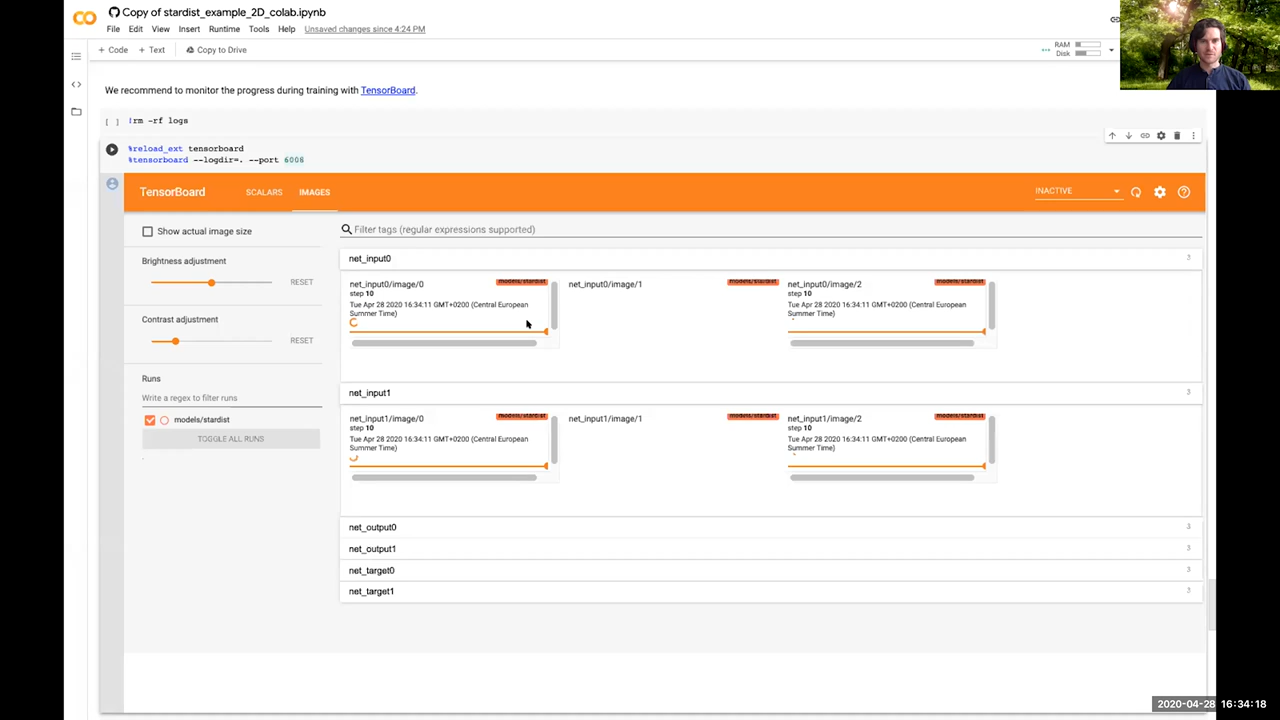 Copy of stardist_example_2D_colab.ipynb
File Edit View Insert Runtime Tools Help Unsaved changes since 4:24 PM
+ Code + Text Copy to Drive
RAM
Disk
We recommend to monitor the progress during training with TensorBoard.
[ ] !rm -rf logs
%reload_ext tensorboard
%tensorboard --logdir=. --port 6008
TensorBoard SCALARS IMAGES INACTIVE
Show actual image size
Filter tags (regular expressions supported)
Brightness adjustment
RESET
Contrast adjustment
RESET
Runs
Write a regex to filter runs
models/stardist
TOGGLE ALL RUNS
net_input0 3
net_input0/image/0 models/stardist
step 10
Tue Apr 28 2020 16:34:11 GMT+0200 (Central European
Summer Time)
net_input0/image/1 models/stardist
net_input0/image/2 models/stardist
step 10
Tue Apr 28 2020 16:34:11 GMT+0200 (Central European
Summer Time)
net_input1 3
net_input1/image/0 models/stardist
step 10
Tue Apr 28 2020 16:34:11 GMT+0200 (Central European
Summer Time)
net_input1/image/1 models/stardist
net_input1/image/2 models/stardist
step 10
Tue Apr 28 2020 16:34:11 GMT+0200 (Central European
Summer Time)
net_output0 3
net_output1 3
net_target0 3
net_target1 3
2020-04-28 16:34:18